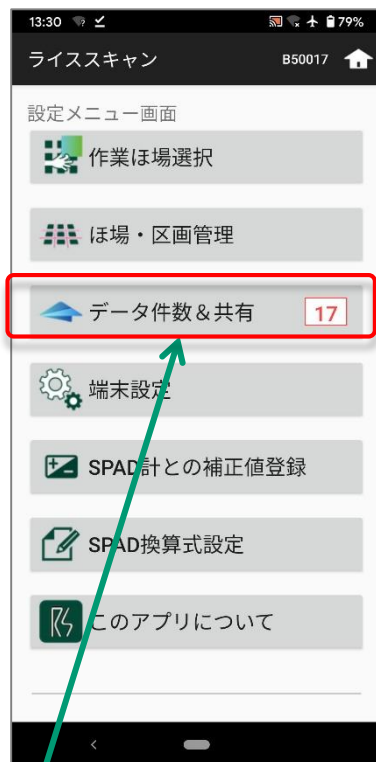 13:30 79%
ライススキャン B50017
設定メニュー画面
作業ほ場選択
ほ場・区画管理
データ件数＆共有 17
端末設定
SPAD計との補正値登録
SPAD換算式設定
このアプリについて